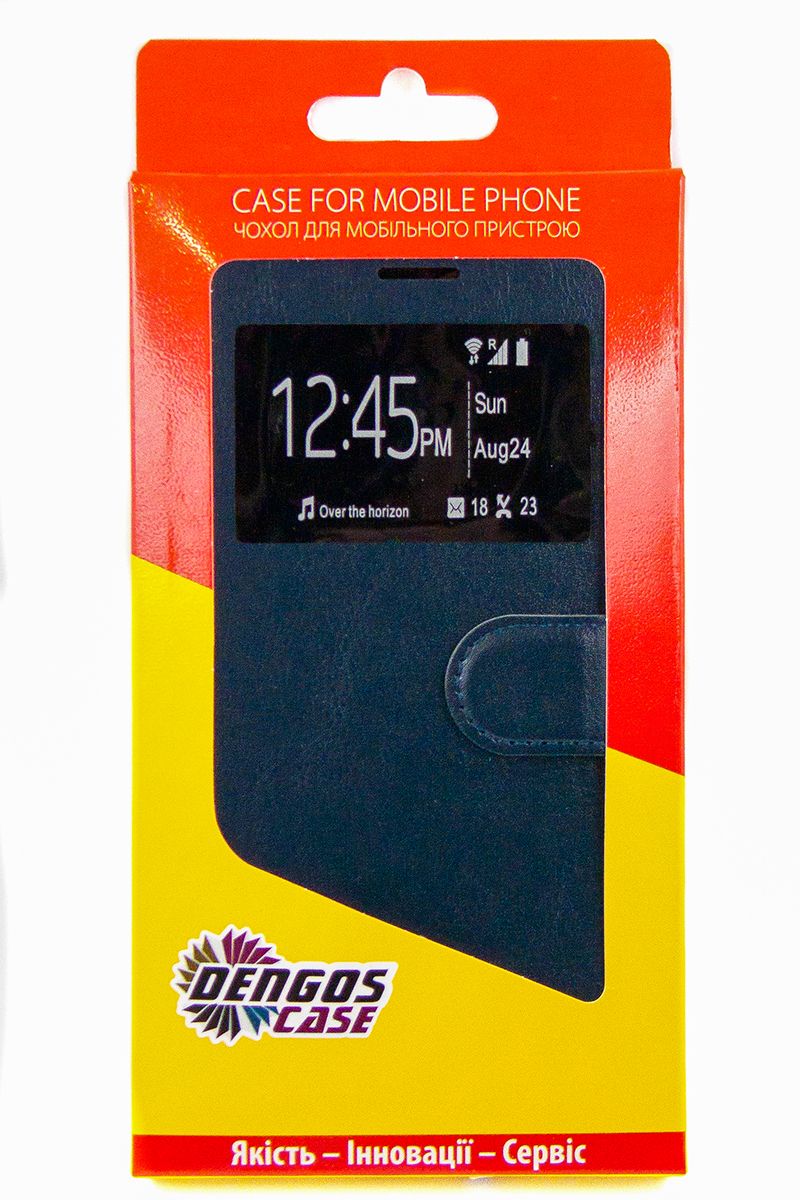 CASE FOR MOBILE PHONE
ЧОХОЛ ДЛЯ МОБІЛЬНОГО ПРИСТРОЮ
R
12:45PM
Sun
Aug24
Over the horizon
18 23
DENGOS
CASE
Якість – Інновації – Сервіс